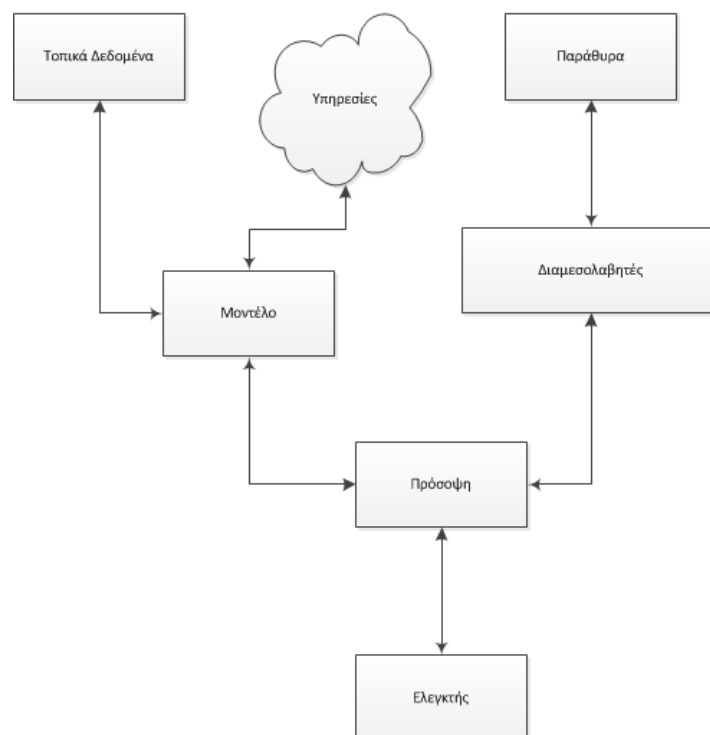 Τοπικά Δεδομένα
Υπηρεσίες
Παράθυρα
Διαμεσολαβητές
Μοντέλο
Πρόσοψη
Ελεγκτής